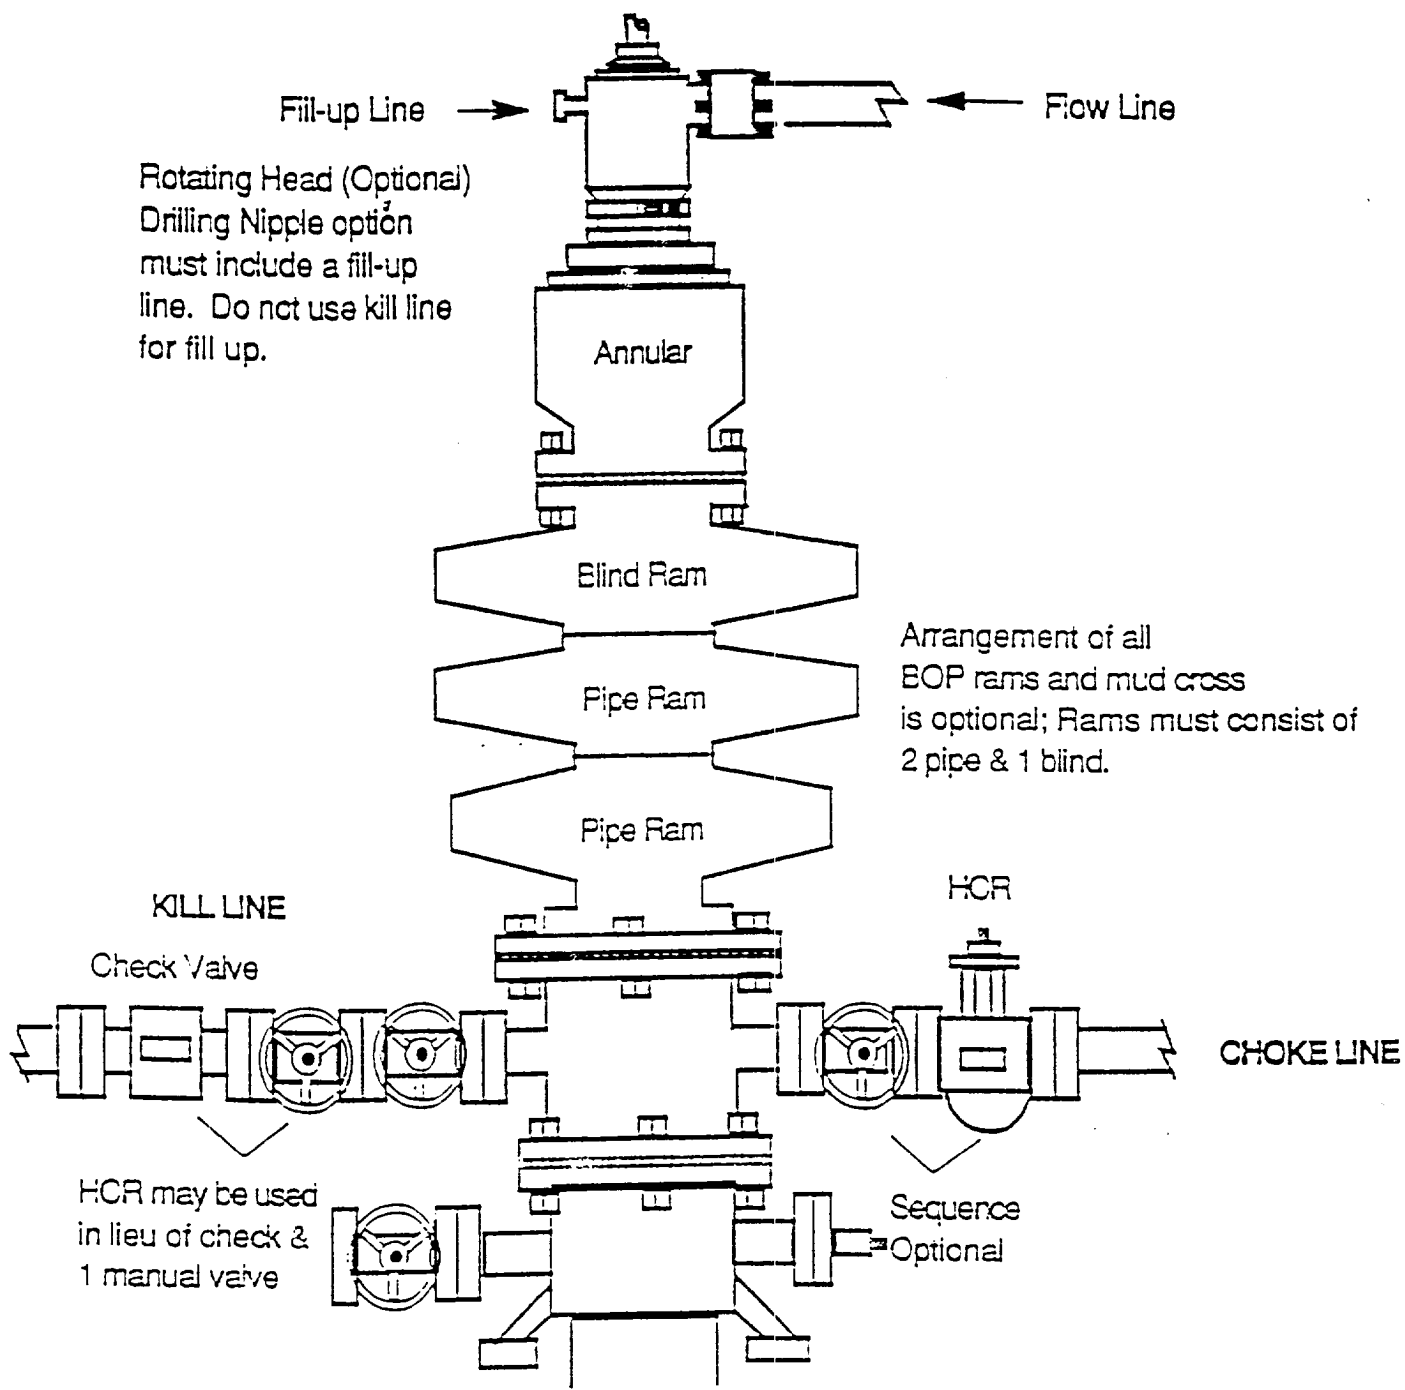 Fill-up Line
Flow Line
Rotating Head (Optional)
Drilling Nipple option
must include a fill-up
line. Do not use kill line
for fill up.
Annular
Blind Ram
Arrangement of all
BOP rams and mud cross
is optional; Rams must consist of
2 pipe & 1 blind.
Pipe Ram
Pipe Ram
HCR
KILL LINE
Check Valve
CHOKE LINE
HCR may be used
in lieu of check &
1 manual valve
Sequence
Optional